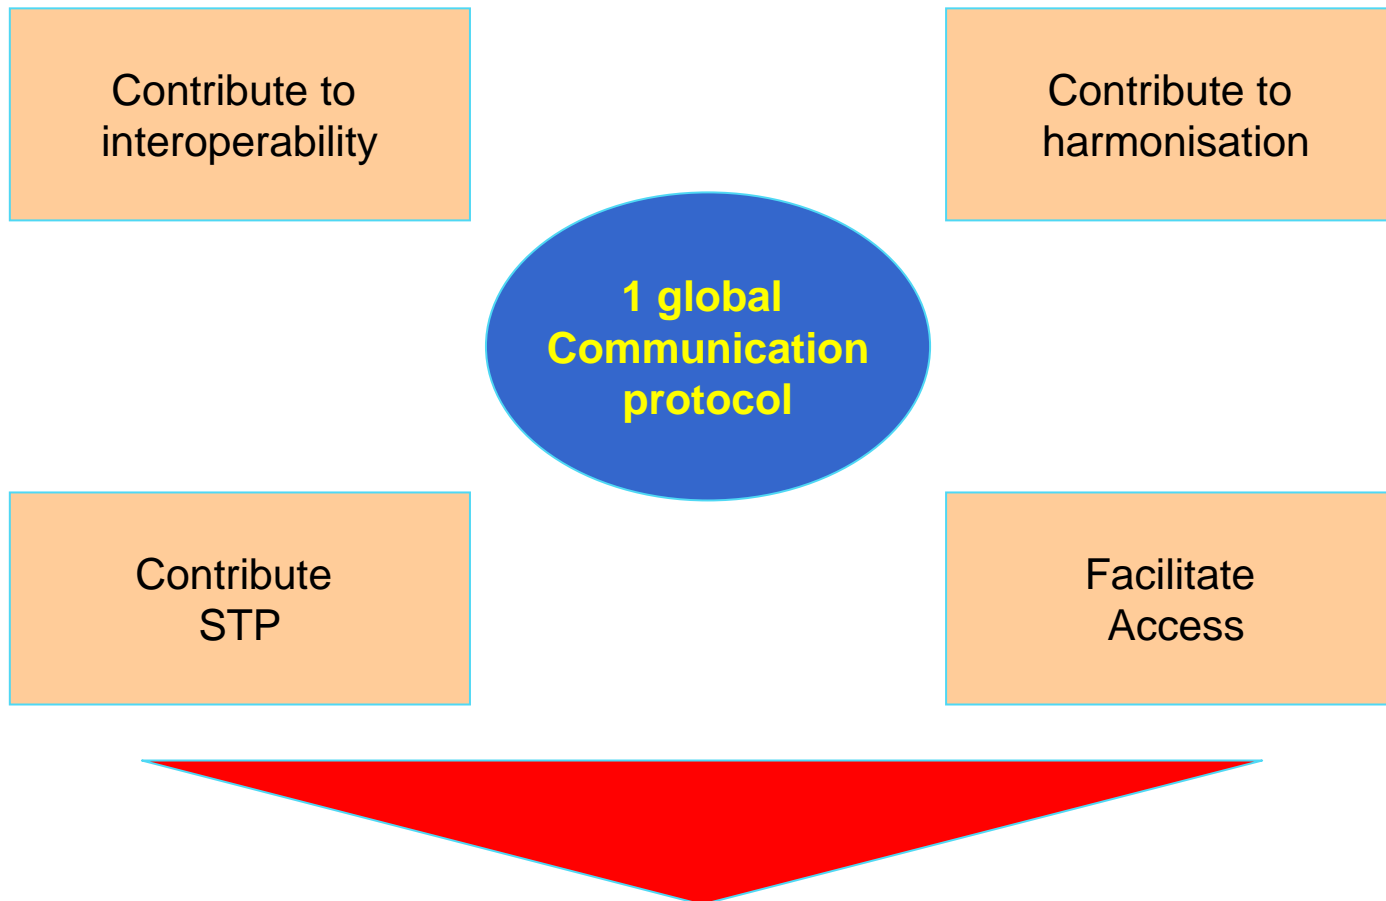 Contribute to
interoperability
Contribute to
harmonisation
1 global
Communication
protocol
Contribute
STP
Facilitate
Access